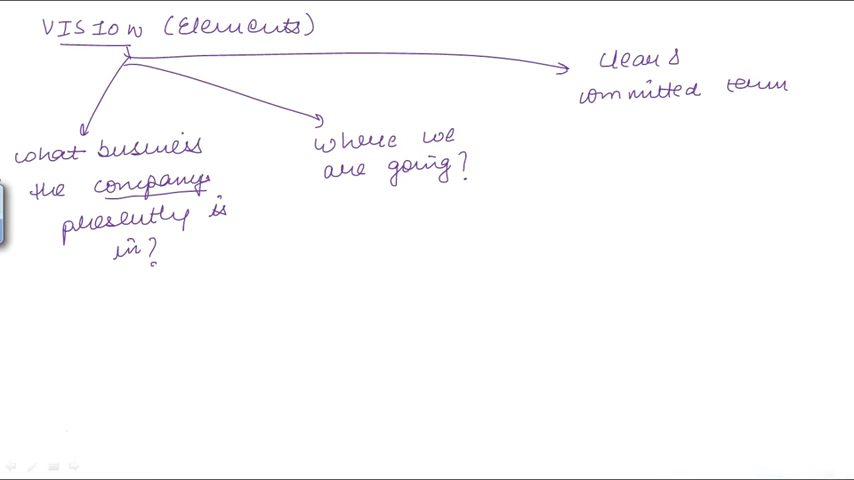 VISION (Elements)
what business
the company
presently is
in?
where we
are going?
clear &
committed term